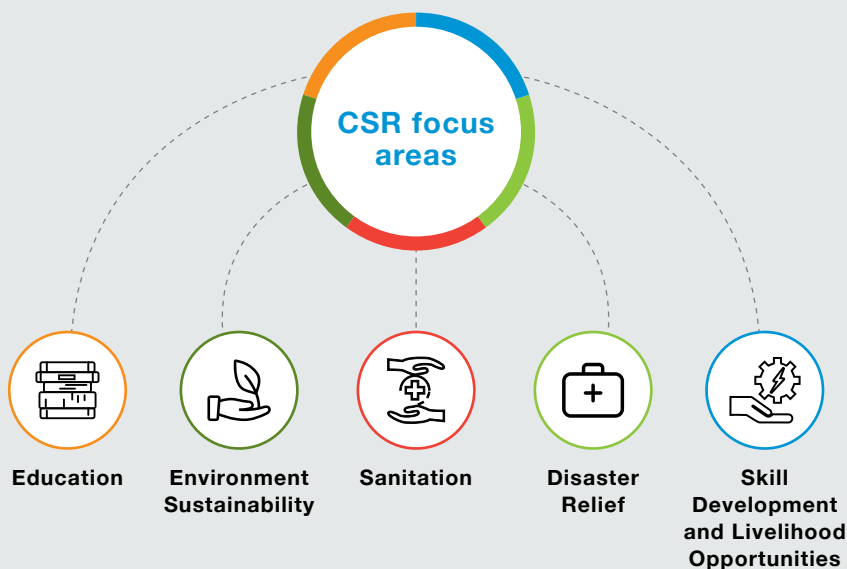 CSR focus
areas
Education
Environment
Sustainability
Sanitation
Disaster
Relief
Skill
Development
and Livelihood
Opportunities